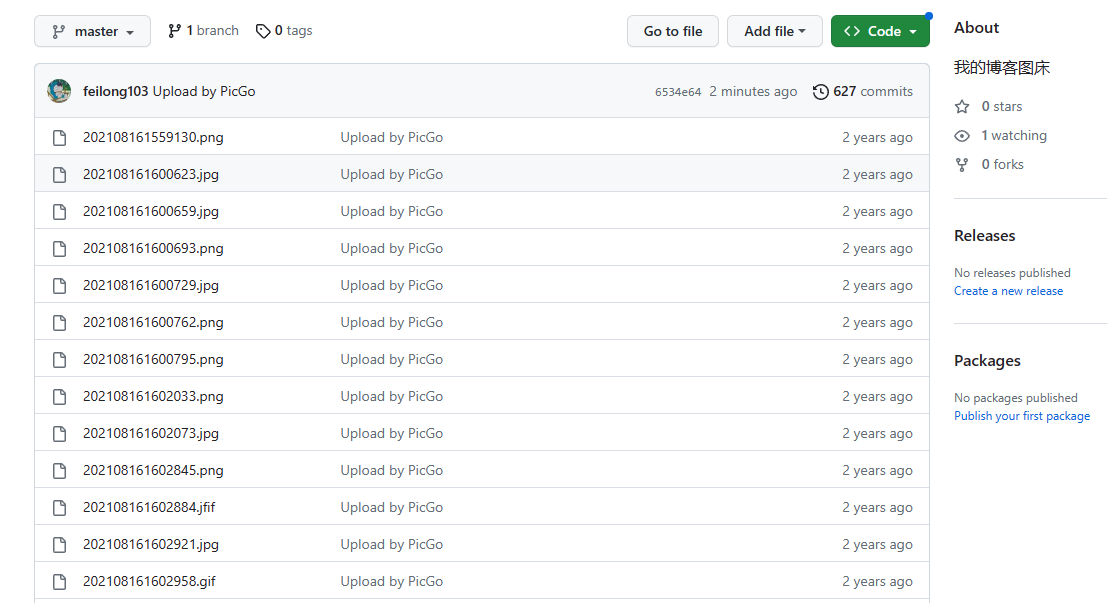 master 1 branch 0 tags Go to file Add file Code
feilong103 Upload by PicGo 6534e64 2 minutes ago 627 commits
202108161559130.png Upload by PicGo 2 years ago
202108161600623.jpg Upload by PicGo 2 years ago
202108161600659.jpg Upload by PicGo 2 years ago
202108161600693.png Upload by PicGo 2 years ago
202108161600729.jpg Upload by PicGo 2 years ago
202108161600762.png Upload by PicGo 2 years ago
202108161600795.png Upload by PicGo 2 years ago
202108161602033.png Upload by PicGo 2 years ago
202108161602073.jpg Upload by PicGo 2 years ago
202108161602845.png Upload by PicGo 2 years ago
202108161602884.jfif Upload by PicGo 2 years ago
202108161602921.jpg Upload by PicGo 2 years ago
202108161602958.gif Upload by PicGo 2 years ago
About
我的博客图床
0 stars
1 watching
0 forks
Releases
No releases published
Create a new release
Packages
No packages published
Publish your first package